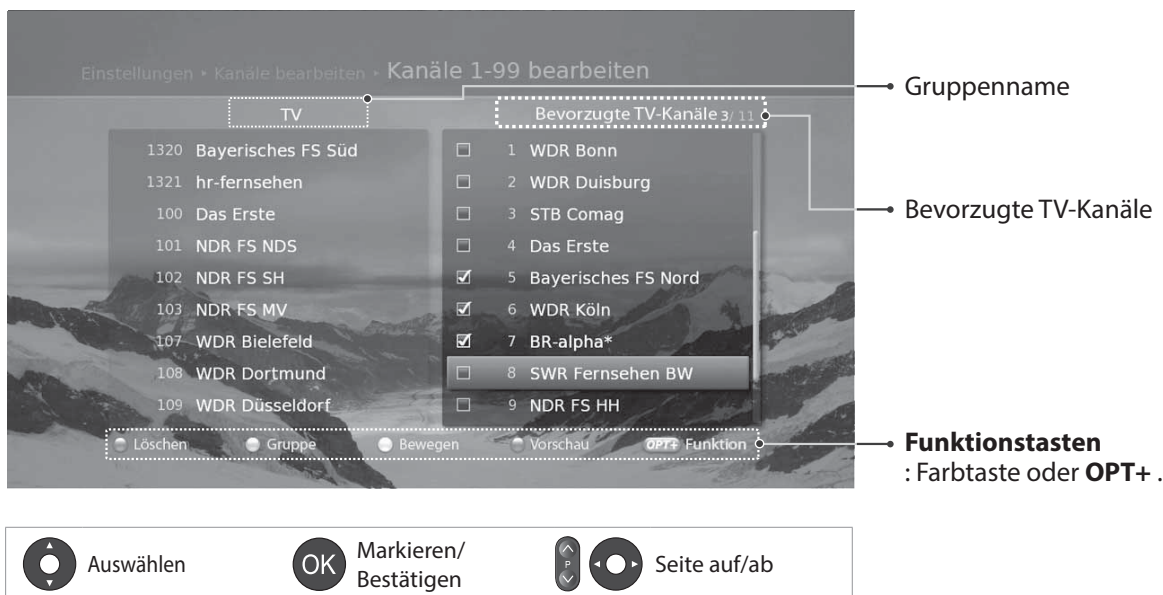 Einstellungen • Kanäle bearbeiten • Kanäle 1-99 bearbeiten
TV
Bevorzugte TV-Kanäle 3/ 11
1320 Bayerisches FS Süd
1321 hr-fernsehen
100 Das Erste
101 NDR FS NDS
102 NDR FS SH
103 NDR FS MV
107 WDR Bielefeld
108 WDR Dortmund
109 WDR Düsseldorf
1 WDR Bonn
2 WDR Duisburg
3 STB Comag
4 Das Erste
5 Bayerisches FS Nord
6 WDR Köln
7 BR-alpha*
8 SWR Fernsehen BW
9 NDR FS HH
Löschen Gruppe Bewegen Vorschau OPT+ Funktion
Gruppenname
Bevorzugte TV-Kanäle
Funktionstasten
: Farbtaste oder OPT+ .
Auswählen
OK Markieren/
Bestätigen
P Seite auf/ab